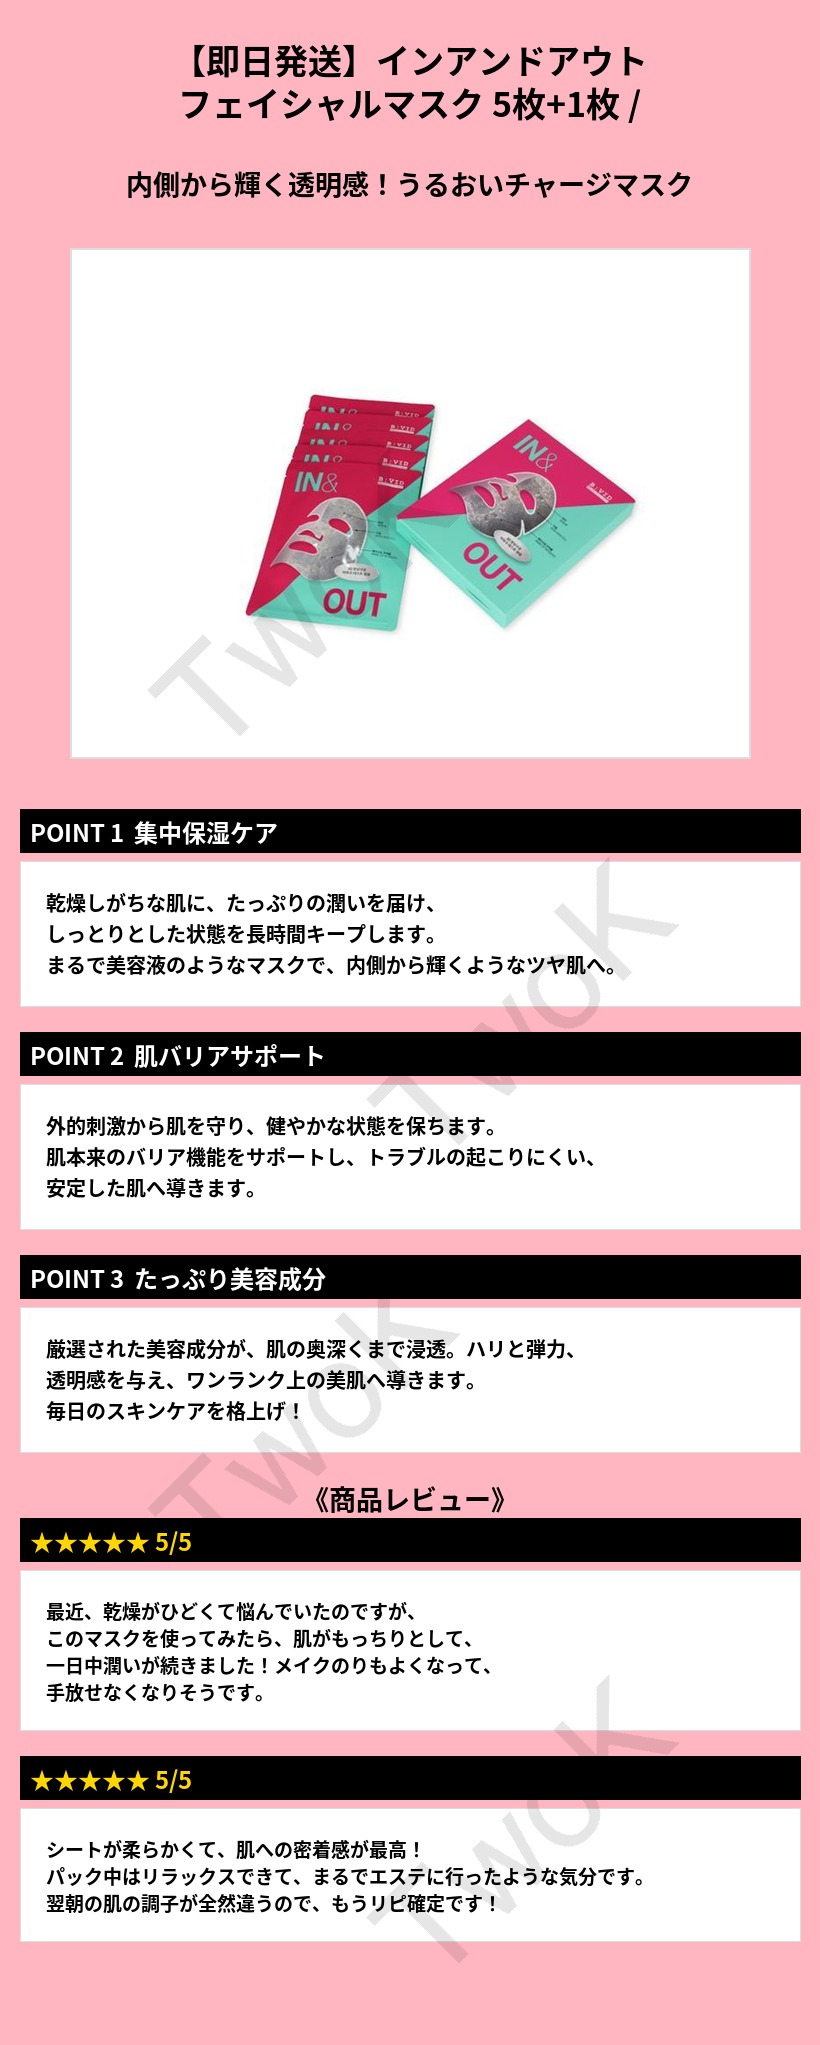 【即日発送】インアンドアウト
フェイシャルマスク 5枚+1枚 /
内側から輝く透明感！うるおいチャージマスク
IN&
IN&
IN&
IN&
IN&
OUT
IN&
OUT
TwoK
POINT 1 集中保湿ケア
乾燥しがちな肌に、たっぷりの潤いを届け、
しっとりとした状態を長時間キープします。
まるで美容液のようなマスクで、内側から輝くようなツヤ肌へ。
TwoK
POINT 2 肌バリアサポート
外的刺激から肌を守り、健やかな状態を保ちます。
肌本来のバリア機能をサポートし、トラブルの起こりにくい、
安定した肌へ導きます。
POINT 3 たっぷり美容成分
厳選された美容成分が、肌の奥深くまで浸透。ハリと弾力、
透明感を与え、ワンランク上の美肌へ導きます。
毎日のスキンケアを格上げ！
TwoK
《商品レビュー》
★★★★★ 5/5
最近、乾燥がひどくて悩んでいたのですが、
このマスクを使ってみたら、肌がもっちりとして、
一日中潤いが続きました！メイクのりもよくなって、
手放せなくなりそうです。
★★★★★ 5/5
シートが柔らかくて、肌への密着感が最高！
パック中はリラックスできて、まるでエステに行ったような気分です。
翌朝の肌の調子が全然違うので、もうリピ確定です！
TwoK